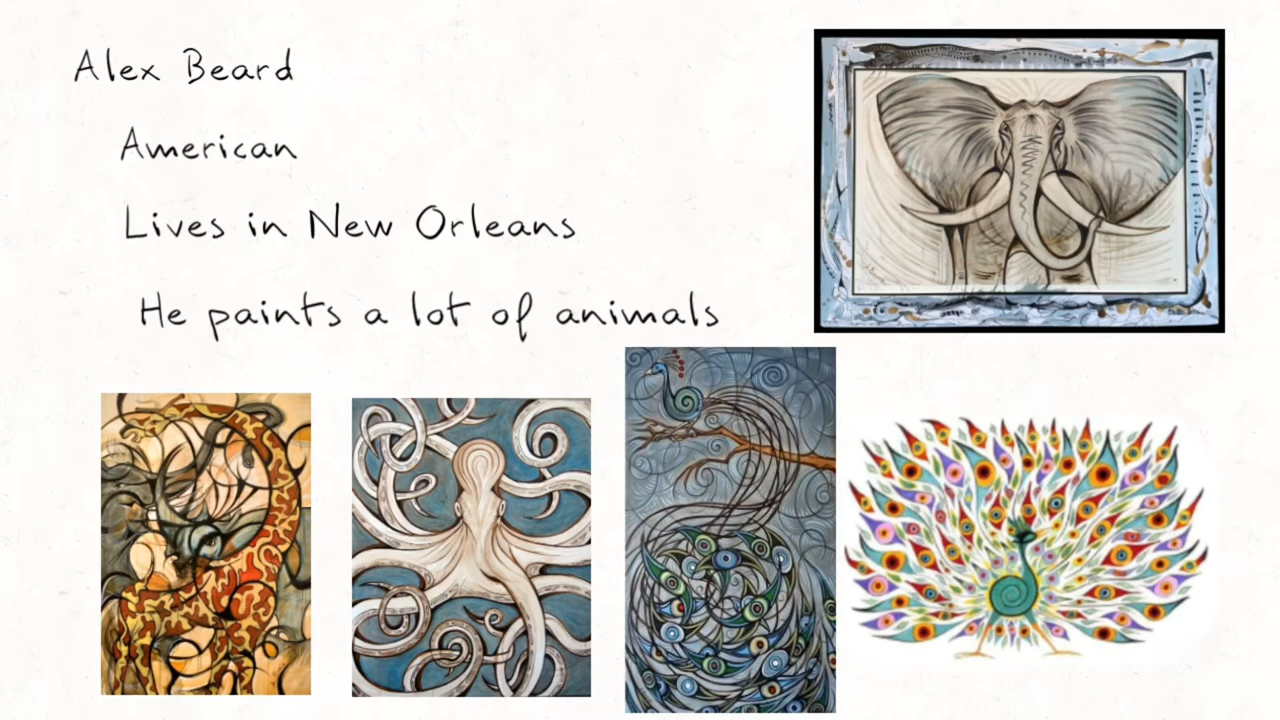 Alex Beard
American
Lives in New Orleans
He paints a lot of animals